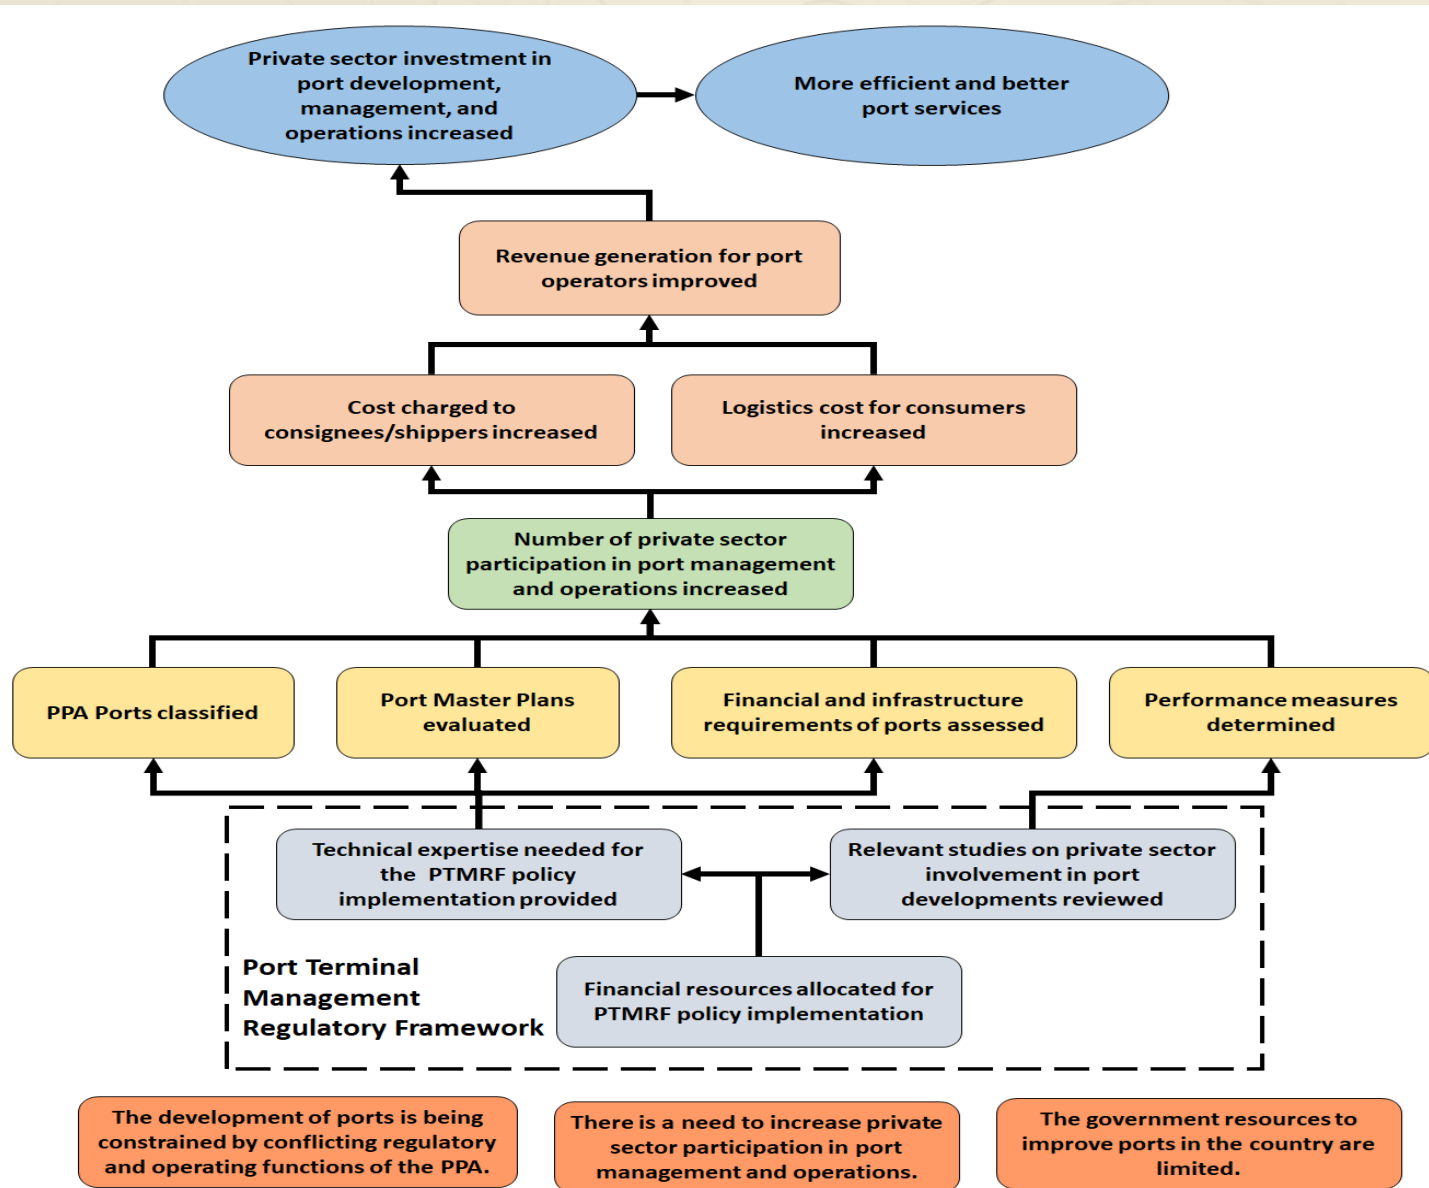 Private sector investment in
port development,
management, and
operations increased
More efficient and better
port services
Revenue generation for port
operators improved
Cost charged to
consignees/shippers increased
Logistics cost for consumers
increased
Number of private sector
participation in port management
and operations increased
PPA Ports classified
Port Master Plans
evaluated
Financial and infrastructure
requirements of ports assessed
Performance measures
determined
Technical expertise needed for
the PTMRF policy
implementation provided
Relevant studies on private sector
involvement in port
developments reviewed
Port Terminal
Management
Regulatory Framework
Financial resources allocated for
PTMRF policy implementation
The development of ports is being
constrained by conflicting regulatory
and operating functions of the PPA.
There is a need to increase private
sector participation in port
management and operations.
The government resources to
improve ports in the country are
limited.